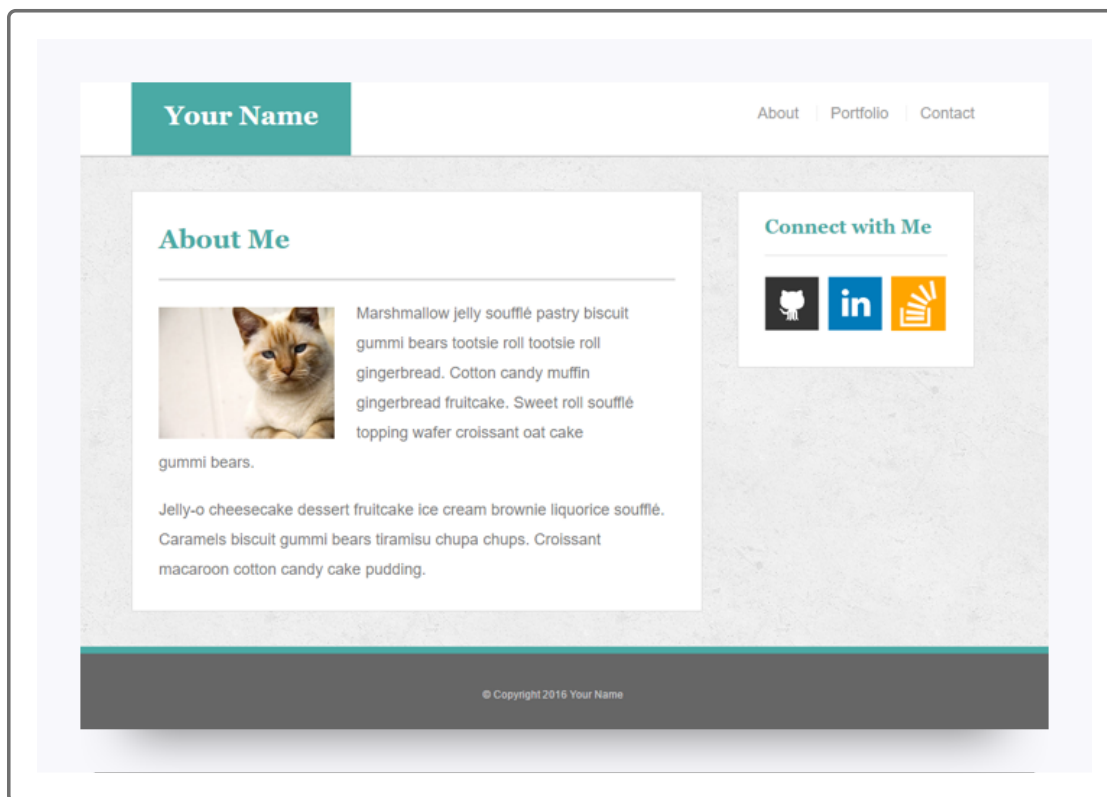 Your Name
About
Portfolio
Contact
About Me
Marshmallow jelly soufflé pastry biscuit
gummi bears tootsie roll tootsie roll
gingerbread. Cotton candy muffin
gingerbread fruitcake. Sweet roll soufflé
topping wafer croissant oat cake
gummi bears.
Jelly-o cheesecake dessert fruitcake ice cream brownie liquorice soufflé.
Caramels biscuit gummi bears tiramisu chupa chups. Croissant
macaroon cotton candy cake pudding.
Connect with Me
in
© Copyright 2016 Your Name